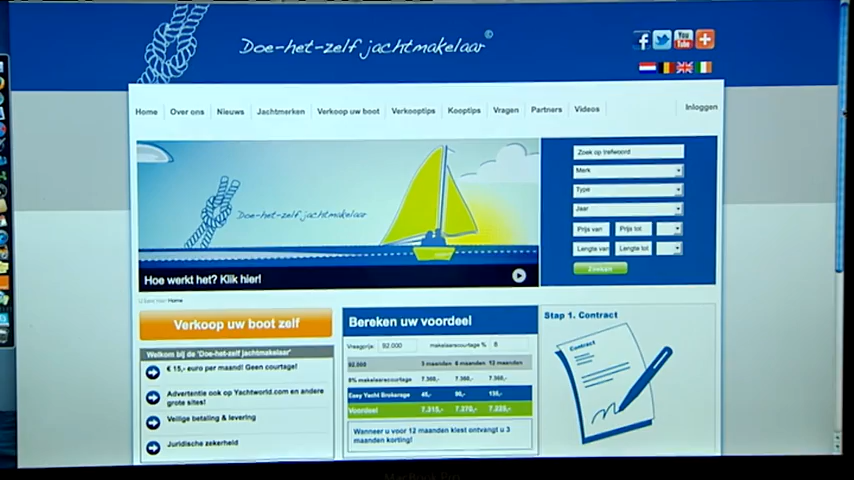 Doe-het-zelf jachtmakelaar©
f You Tube +
Home Over ons Nieuws Jachtmerken Verkoop uw boot Verkooptips Kooptips Vragen Partners Videos Inloggen
Doe-het-zelf jachtmakelaar
Hoe werkt het? Klik hier!
Zoek op trefwoord
Merk
Type
Jaar
Prijs van Prijs tot
Lengte van Lengte tot
Zoeken
Home
Verkoop uw boot zelf
Welkom bij de 'Doe-het-zelf jachtmakelaar'
€ 15,- euro per maand! Geen courtage!
Advertentie ook op Yachtworld.com en andere
grote sites!
Veilige betaling & levering
Juridische zekerheid
Bereken uw voordeel
Vraagprijs: 92.000 makelaarscourtage % 8
92.000 3 maanden 6 maanden 12 maanden
8% makelaarscourtage 7.360,- 7.360,- 7.360,-
Easy Yacht Brokerage 45,- 90,- 135,-
Voordeel 7.315,- 7.270,- 7.225,-
Wanneer u voor 12 maanden kiest ontvangt u 3
maanden korting!
Stap 1. Contract
Contract
MacBook Pro